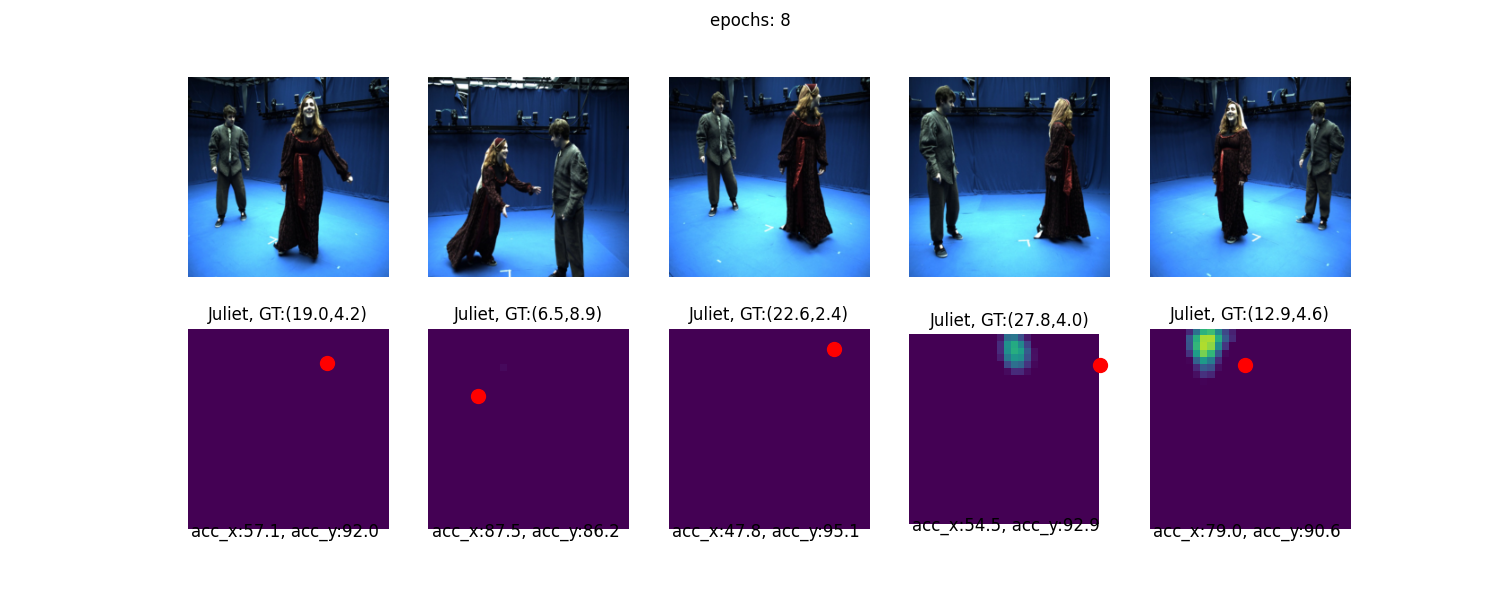 epochs: 8
Juliet, GT:(19.0,4.2)
Juliet, GT:(6.5,8.9)
Juliet, GT:(22.6,2.4)
Juliet, GT:(27.8,4.0)
Juliet, GT:(12.9,4.6)
acc_x:57.1, acc_y:92.0
acc_x:87.5, acc_y:86.2
acc_x:47.8, acc_y:95.1
acc_x:54.5, acc_y:92.9
acc_x:79.0, acc_y:90.6